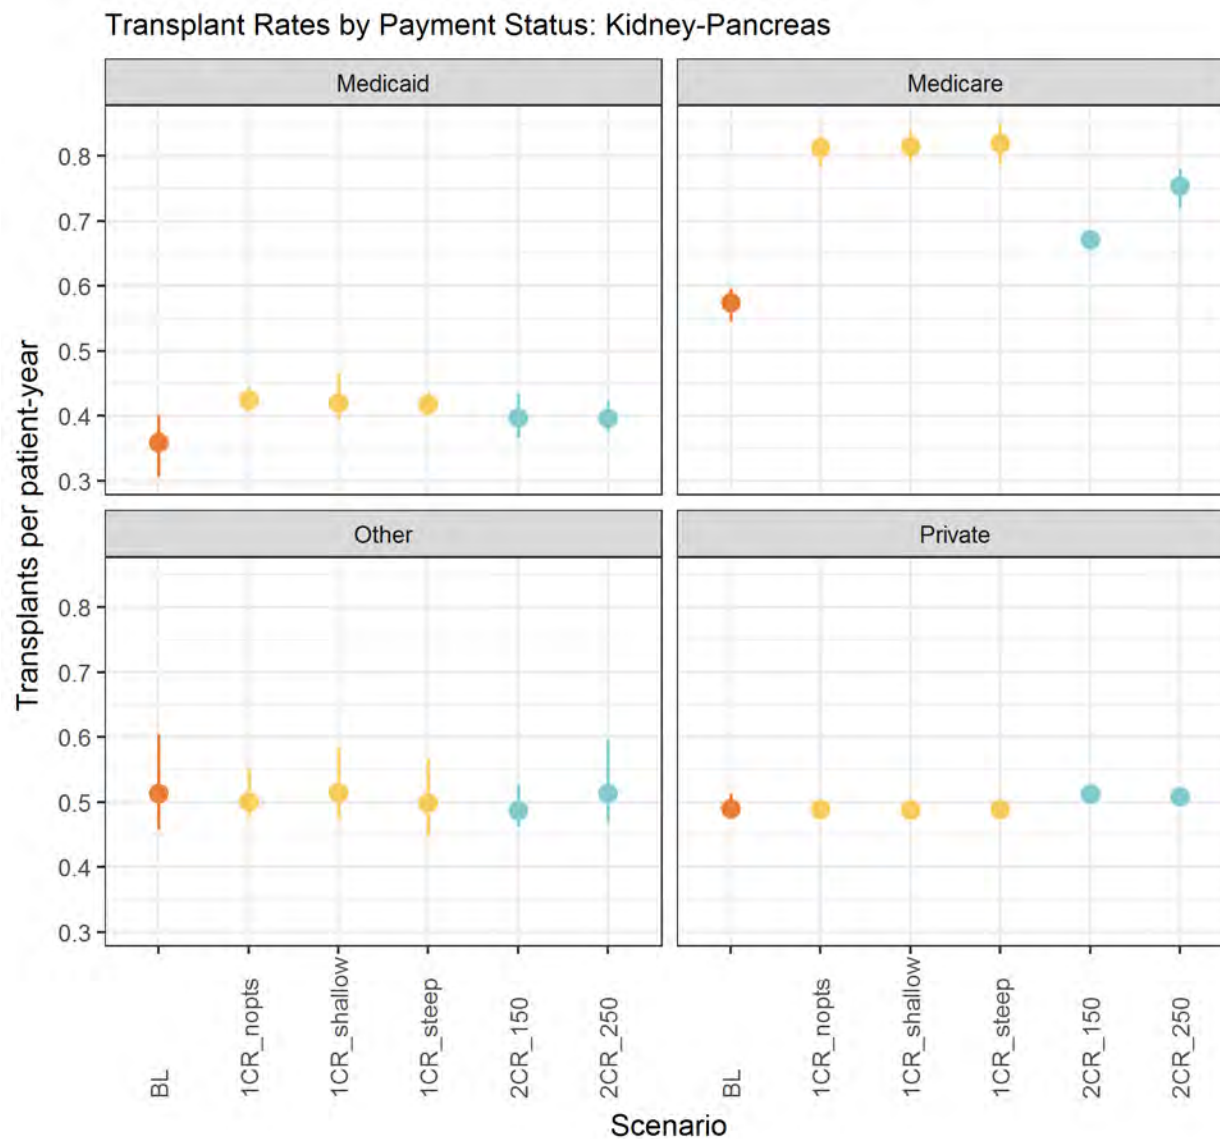 Transplant Rates by Payment Status: Kidney-Pancreas
Medicaid
Medicare
0.8
0.7
0.6
0.5
0.4
0.3
Other
Private
0.8
0.7
0.6
0.5
0.4
0.3
Transplants per patient-year
BL
1CR_nopts
1CR_shallow
1CR_steep
2CR_150
2CR_250
BL
1CR_nopts
1CR_shallow
1CR_steep
2CR_150
2CR_250
Scenario